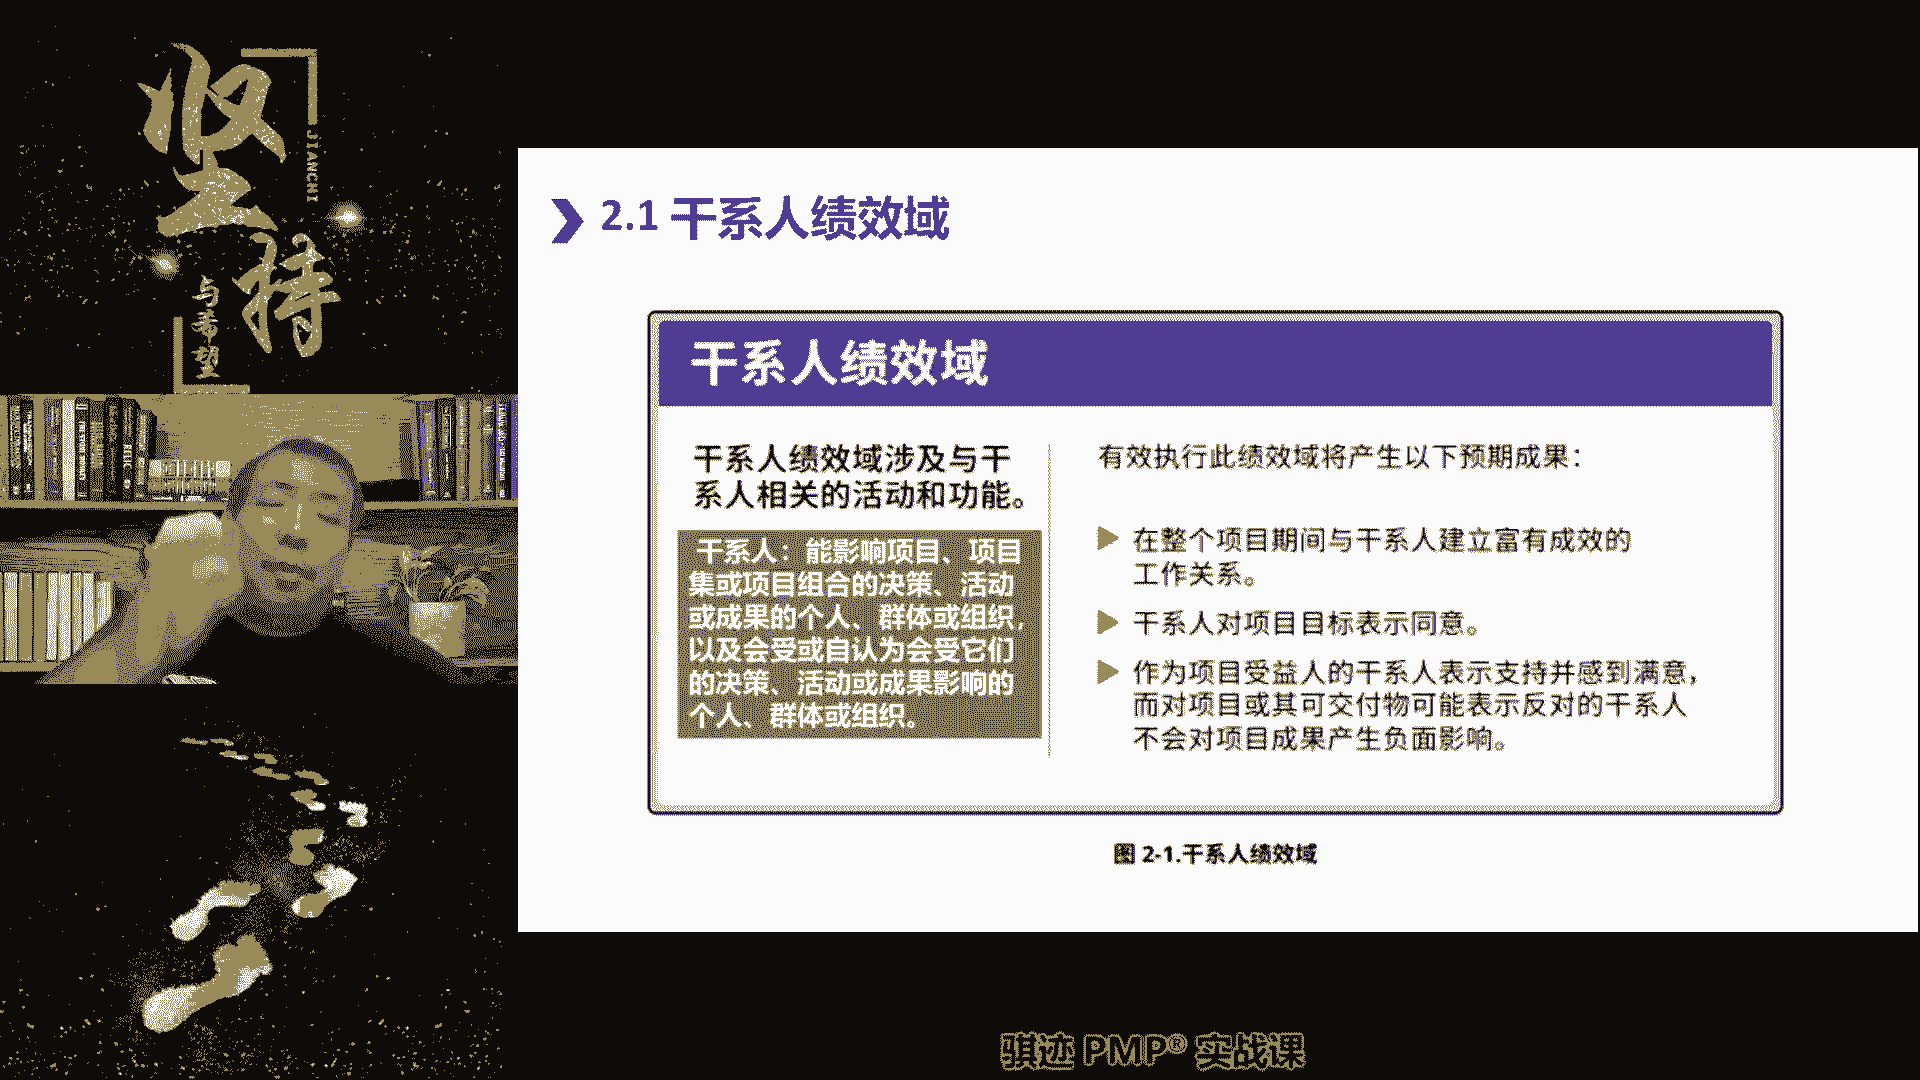 坚持
JIANCHI
与希望
2.1 干系人绩效域
干系人绩效域
干系人绩效域涉及与干
系人相关的活动和功能。
干系人：能影响项目、项目
集或项目组合的决策、活动
或成果的个人、群体或组织，
以及会受或自认为会受它们
的决策、活动或成果影响的
个人、群体或组织。
有效执行此绩效域将产生以下预期成果：
在整个项目期间与干系人建立富有成效的
工作关系。
干系人对项目目标表示同意。
作为项目受益人的干系人表示支持并感到满意，
而对项目或其可交付物可能表示反对的干系人
不会对项目成果产生负面影响。
图 2-1.干系人绩效域
骐迹 PMP® 实战课